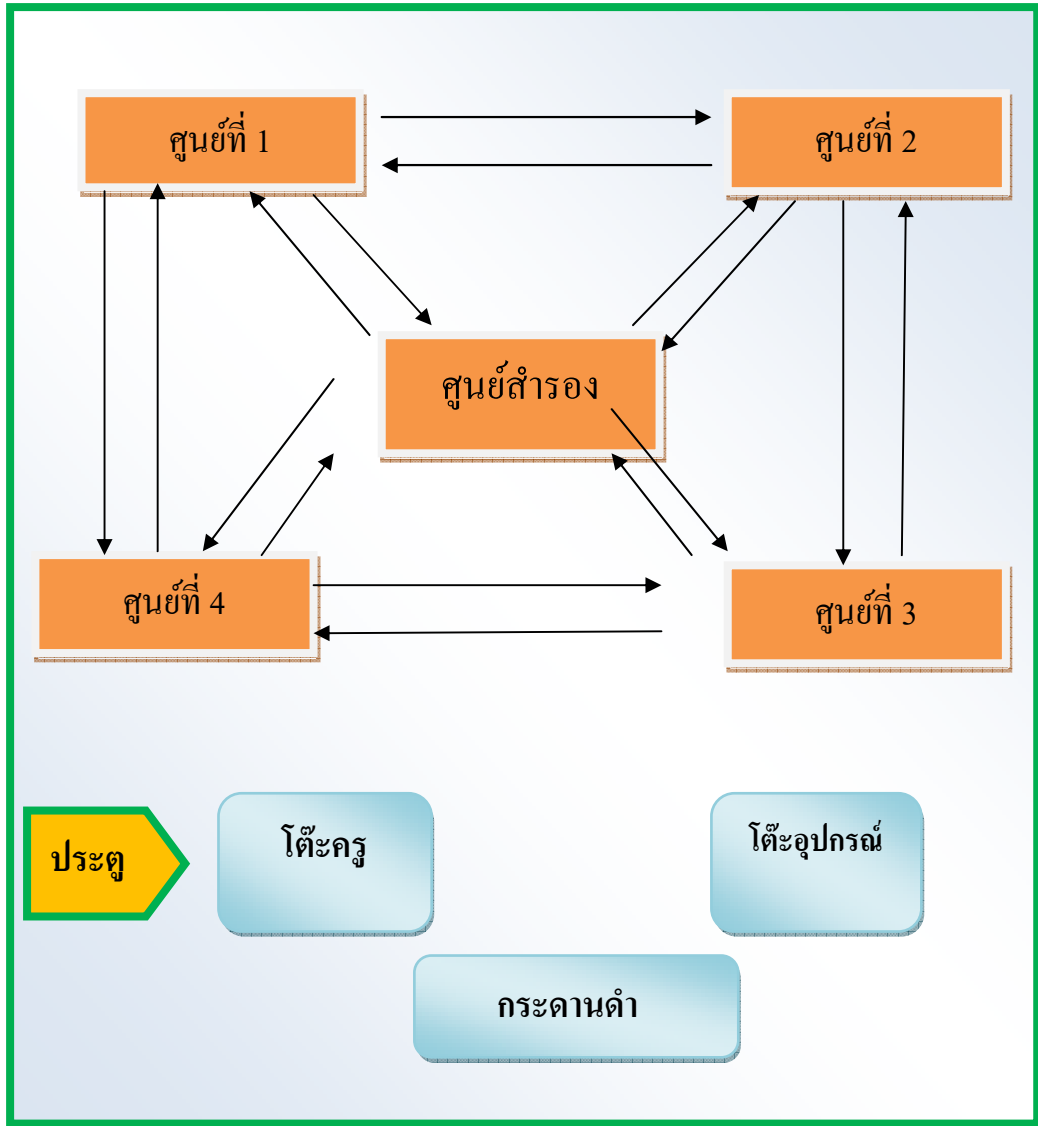 ศูนย์ที่ 1
ศูนย์ที่ 2
ศูนย์สำรอง
ศูนย์ที่ 4
ศูนย์ที่ 3
ประตู
โต๊ะครู
โต๊ะอุปกรณ์
กระดานดำ